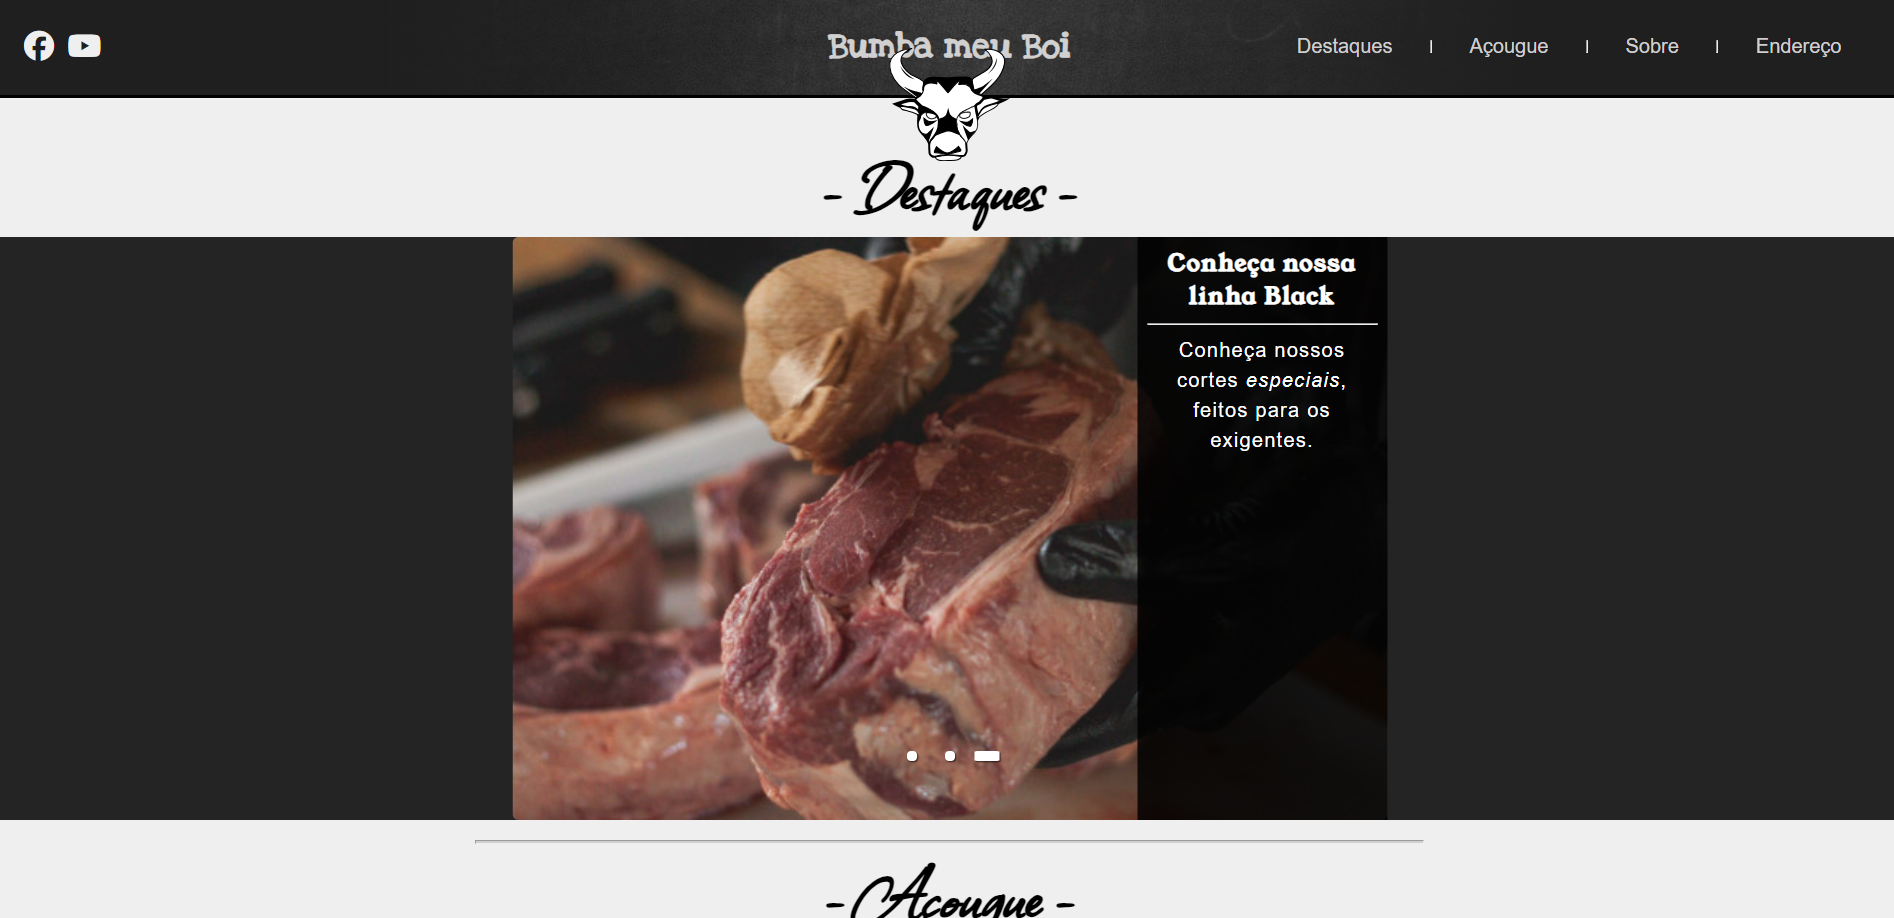 Bumba meu Boi
Destaques
Açougue
Sobre
Endereço
- Destaques -
Conheça nossa
linha Black
Conheça nossos
cortes especiais,
feitos para os
exigentes.
- Açougue -